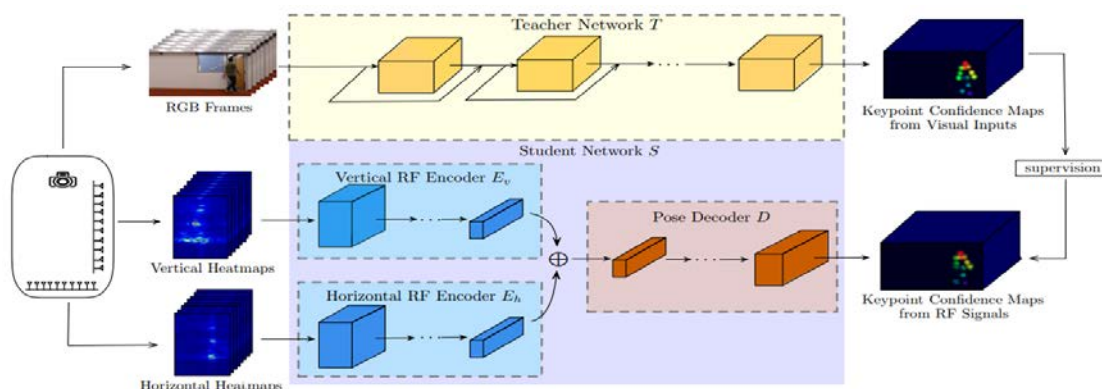 Teacher Network T
RGB Frames
Keypoint Confidence Maps
from Visual Inputs
Student Network S
supervision
Vertical RF Encoder E_v
Vertical Heatmaps
Pose Decoder D
Horizontal RF Encoder E_h
Keypoint Confidence Maps
from RF Signals
Horizontal Heatmaps